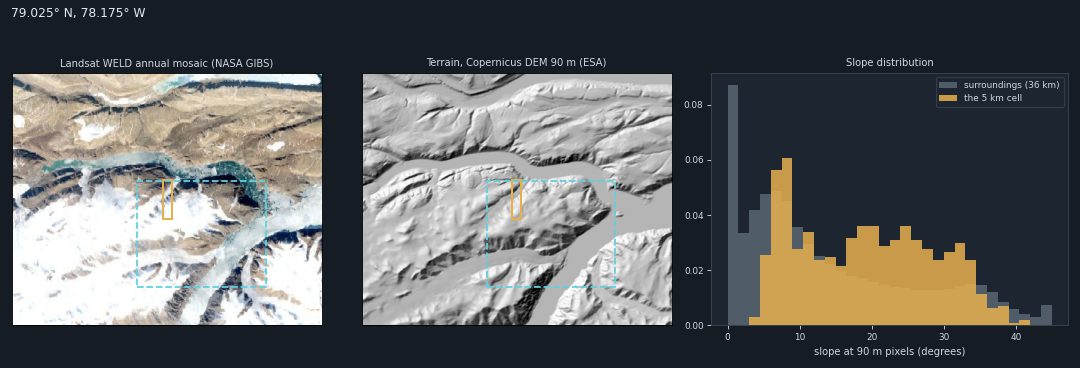 79.025° N, 78.175° W
Landsat WELD annual mosaic (NASA GIBS)
Terrain, Copernicus DEM 90 m (ESA)
Slope distribution
surroundings (36 km)
the 5 km cell
0.08
0.06
0.04
0.02
0.00
0 10 20 30 40
slope at 90 m pixels (degrees)